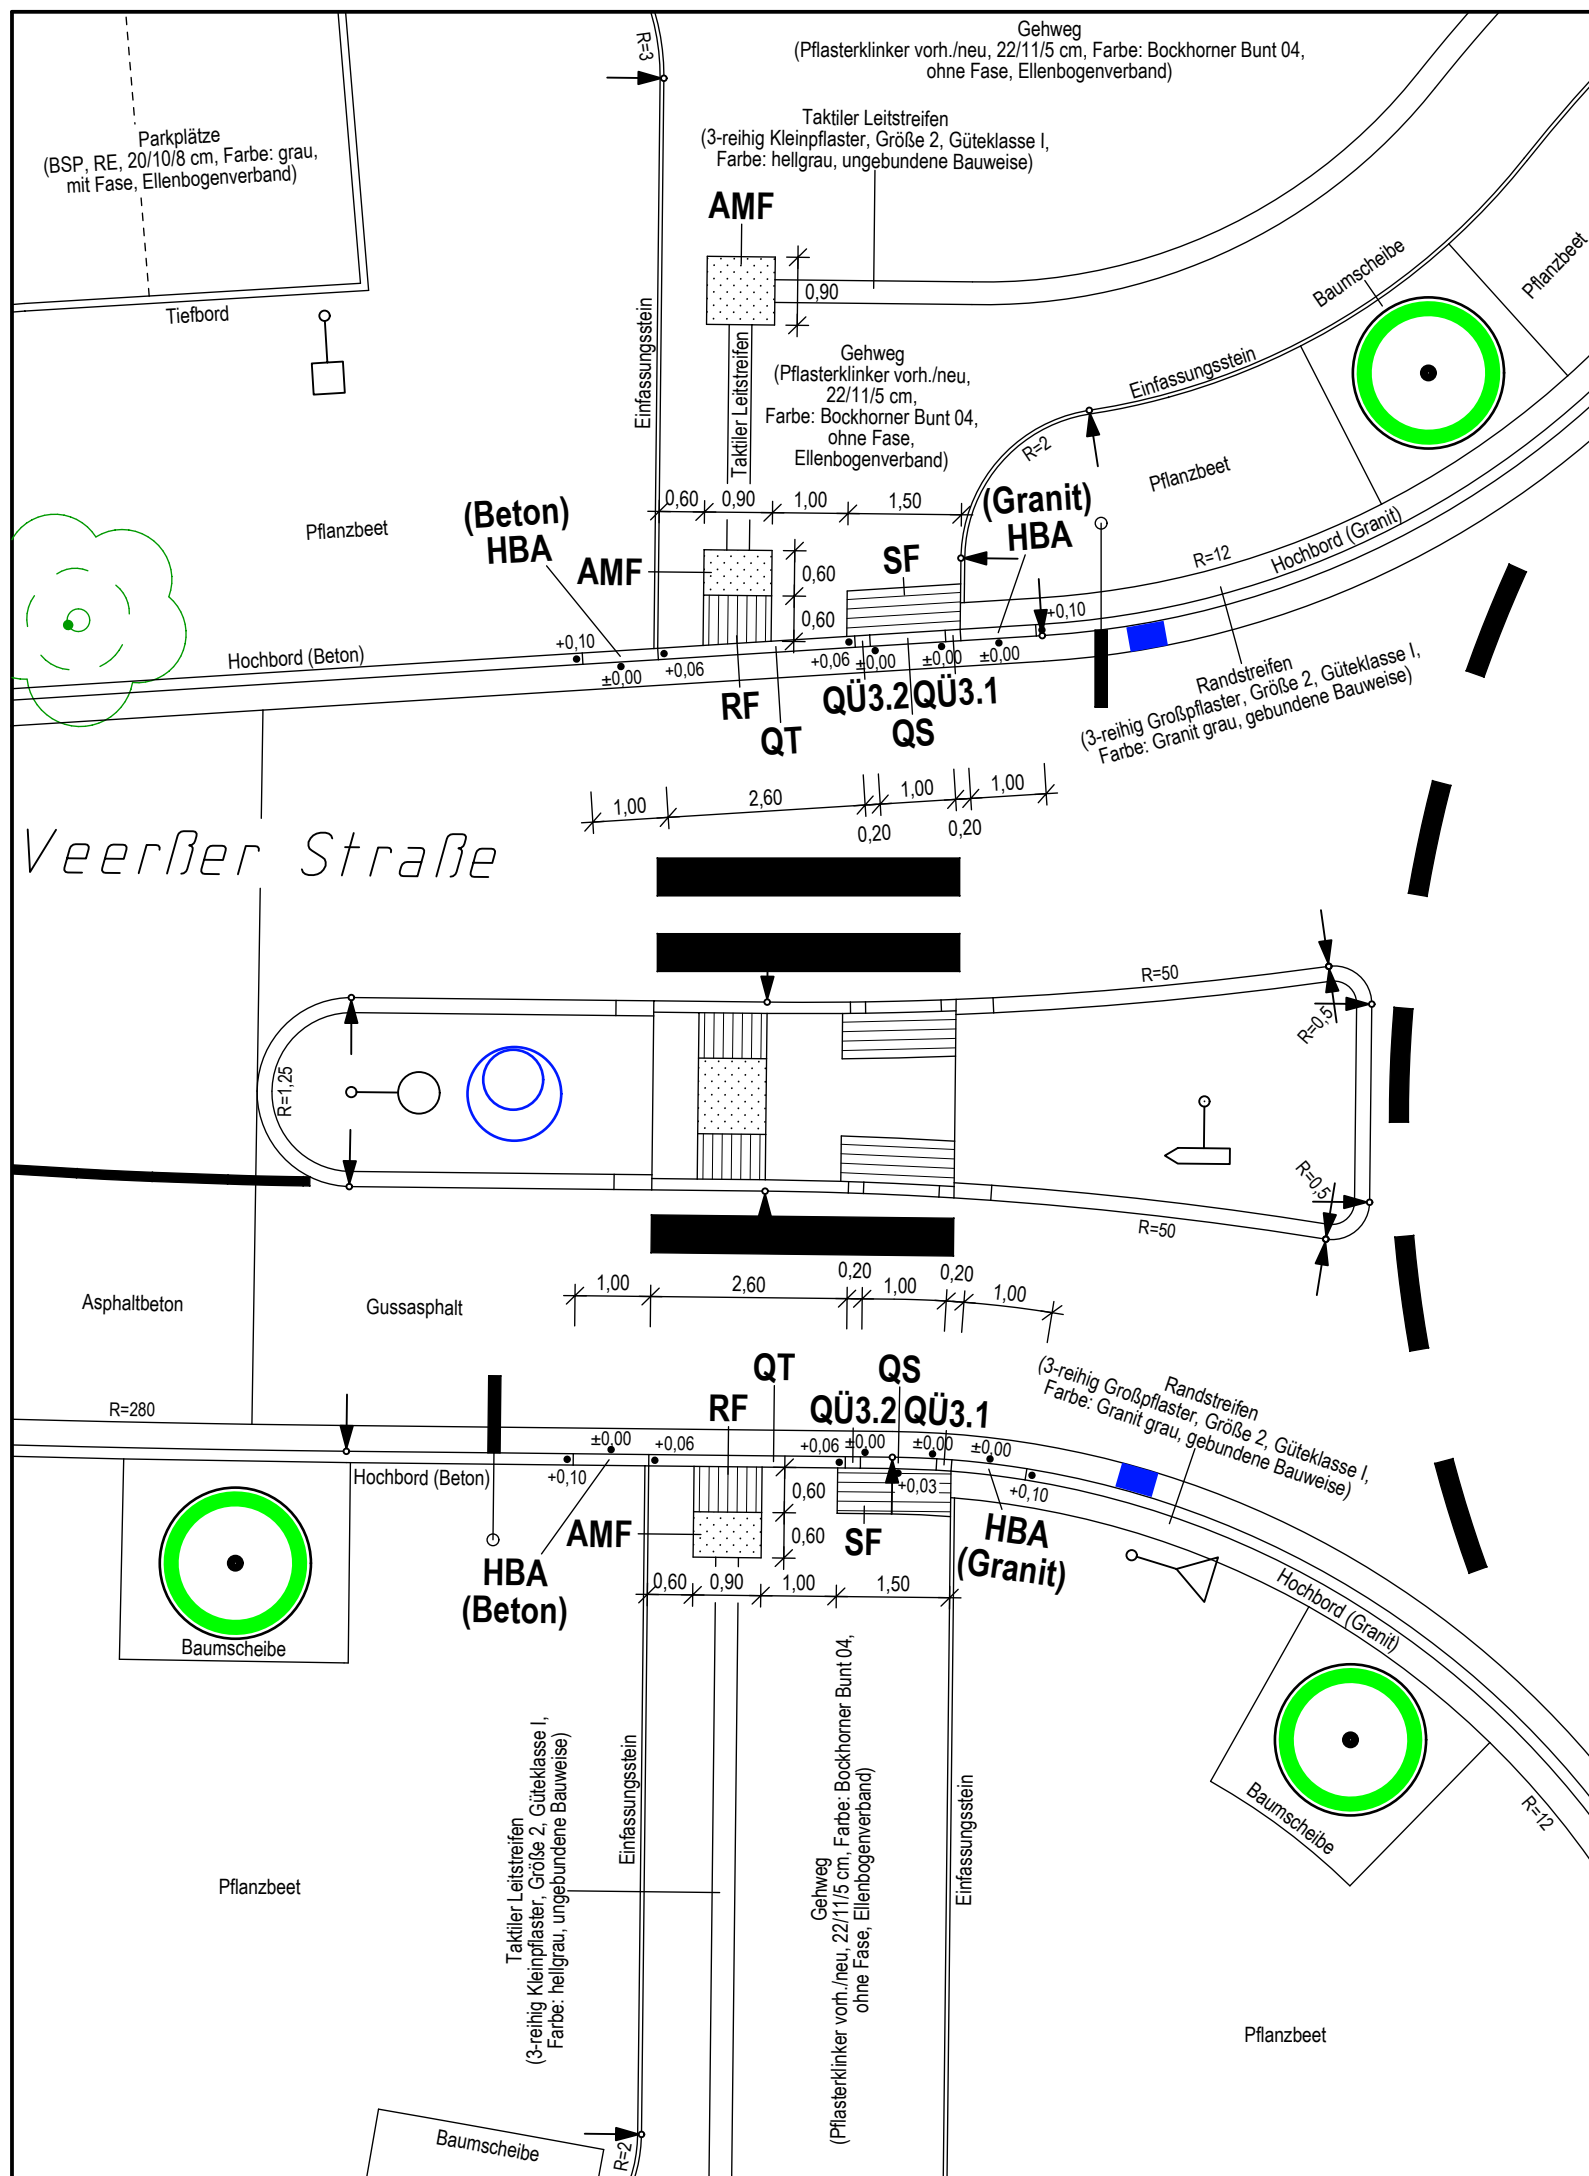 R=3
Gehweg
(Pflasterklinker vorh./neu, 22/11/5 cm, Farbe: Bockhorner Bunt 04,
ohne Fase, Ellenbogenverband)
Parkplätze
(BSP, RE, 20/10/8 cm, Farbe: grau,
mit Fase, Ellenbogenverband)
Taktiler Leitstreifen
(3-reihig Kleinpflaster, Größe 2, Güteklasse I,
Farbe: hellgrau, ungebundene Bauweise)
AMF
0,90
Tiefbord
Einfassungsstein
Taktiler Leitstreifen
Gehweg
(Pflasterklinker vorh./neu,
22/11/5 cm,
Farbe: Bockhorner Bunt 04,
ohne Fase,
Ellenbogenverband)
Baumscheibe
Pflanzbeet
Einfassungsstein
R=2
Pflanzbeet
Pflanzbeet
(Beton)
HBA
0,60
0,90
1,00
1,50
(Granit)
HBA
AMF
0,60
0,60
SF
R=12
Hochbord (Granit)
Hochbord (Beton)
+0,10
±0,00
+0,06
+0,06
±0,00
±0,00
±0,00
+0,10
RF
QT
QÜ3.2
QÜ3.1
QS
Randstreifen
(3-reihig Großpflaster, Größe 2, Güteklasse I,
Farbe: Granit grau, gebundene Bauweise)
1,00
2,60
0,20
1,00
0,20
1,00
Veerßer Straße
R=50
R=0,5
R=1,25
R=0,5
R=50
Asphaltbeton
Gussasphalt
1,00
2,60
0,20
1,00
0,20
1,00
R=280
QT
QS
RF
QÜ3.2
QÜ3.1
Randstreifen
(3-reihig Großpflaster, Größe 2, Güteklasse I,
Farbe: Granit grau, gebundene Bauweise)
Hochbord (Beton)
±0,00
+0,10
+0,06
+0,06
±0,00
±0,00
±0,00
+0,03
+0,10
0,60
0,60
AMF
SF
HBA
(Beton)
HBA
(Granit)
0,60
0,90
1,00
1,50
Hochbord (Granit)
Baumscheibe
Baumscheibe
R=12
Taktiler Leitstreifen
(3-reihig Kleinpflaster, Größe 2, Güteklasse I,
Farbe: hellgrau, ungebundene Bauweise)
Einfassungsstein
Gehweg
(Pflasterklinker vorh./neu, 22/11/5 cm, Farbe: Bockhorner Bunt 04,
ohne Fase, Ellenbogenverband)
Einfassungsstein
Pflanzbeet
Pflanzbeet
Baumscheibe
R=2